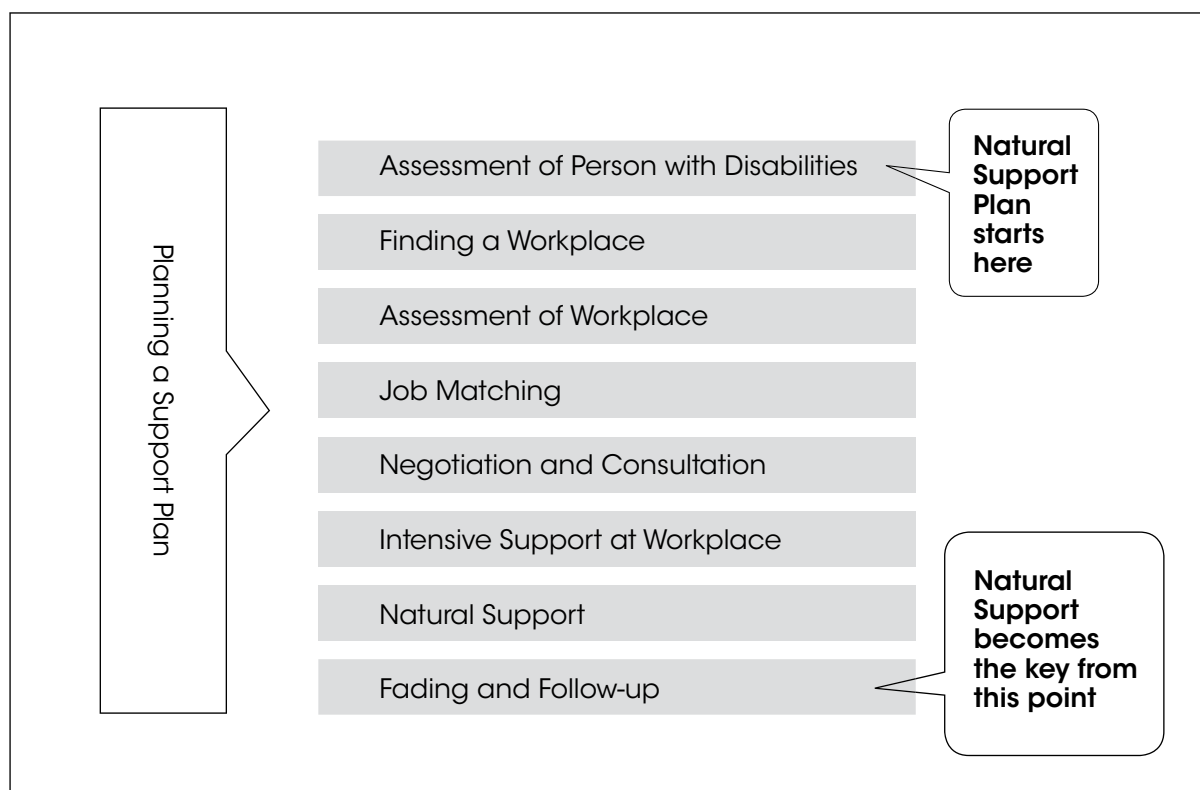 Planning a Support Plan
Assessment of Person with Disabilities
Finding a Workplace
Assessment of Workplace
Job Matching
Negotiation and Consultation
Intensive Support at Workplace
Natural Support
Fading and Follow-up
Natural
Support
Plan
starts
here
Natural
Support
becomes
the key from
this point